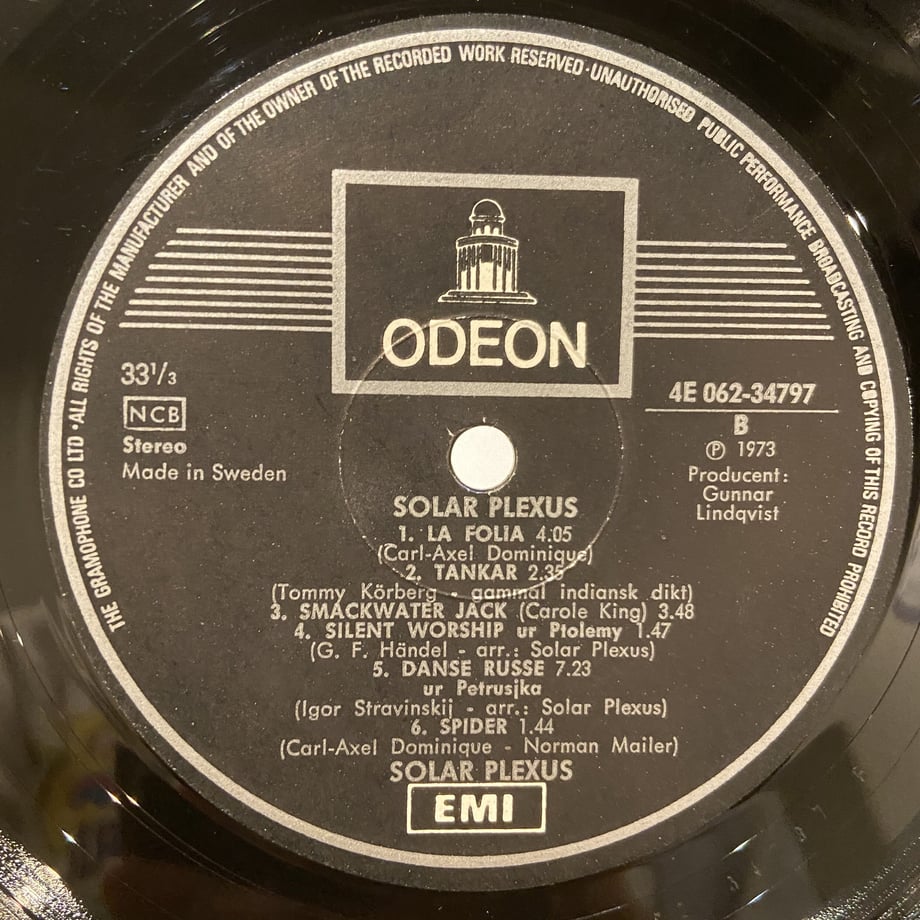 THE GRAMOPHONE CO LTD · ALL RIGHTS OF THE MANUFACTURER AND OF THE OWNER OF THE RECORDED WORK RESERVED · UNAUTHORISED PUBLIC PERFORMANCE BROADCASTING AND COPYING OF THIS RECORD PROHIBITED
ODEON
33⅓
NCB
Stereo
Made in Sweden
4E 062-34797
B
℗ 1973
Producent:
Gunnar
Lindqvist
SOLAR PLEXUS
1. LA FOLIA 4.05
(Carl-Axel Dominique)
2. TANKAR 2.35
(Tommy Körberg - gammal indiansk dikt)
3. SMACKWATER JACK (Carole King) 3.48
4. SILENT WORSHIP ur Ptolemy 1.47
(G. F. Händel - arr.: Solar Plexus)
5. DANSE RUSSE 7.23
ur Petrusjka
(Igor Stravinskij - arr.: Solar Plexus)
6. SPIDER 1.44
(Carl-Axel Dominique - Norman Mailer)
SOLAR PLEXUS
EMI